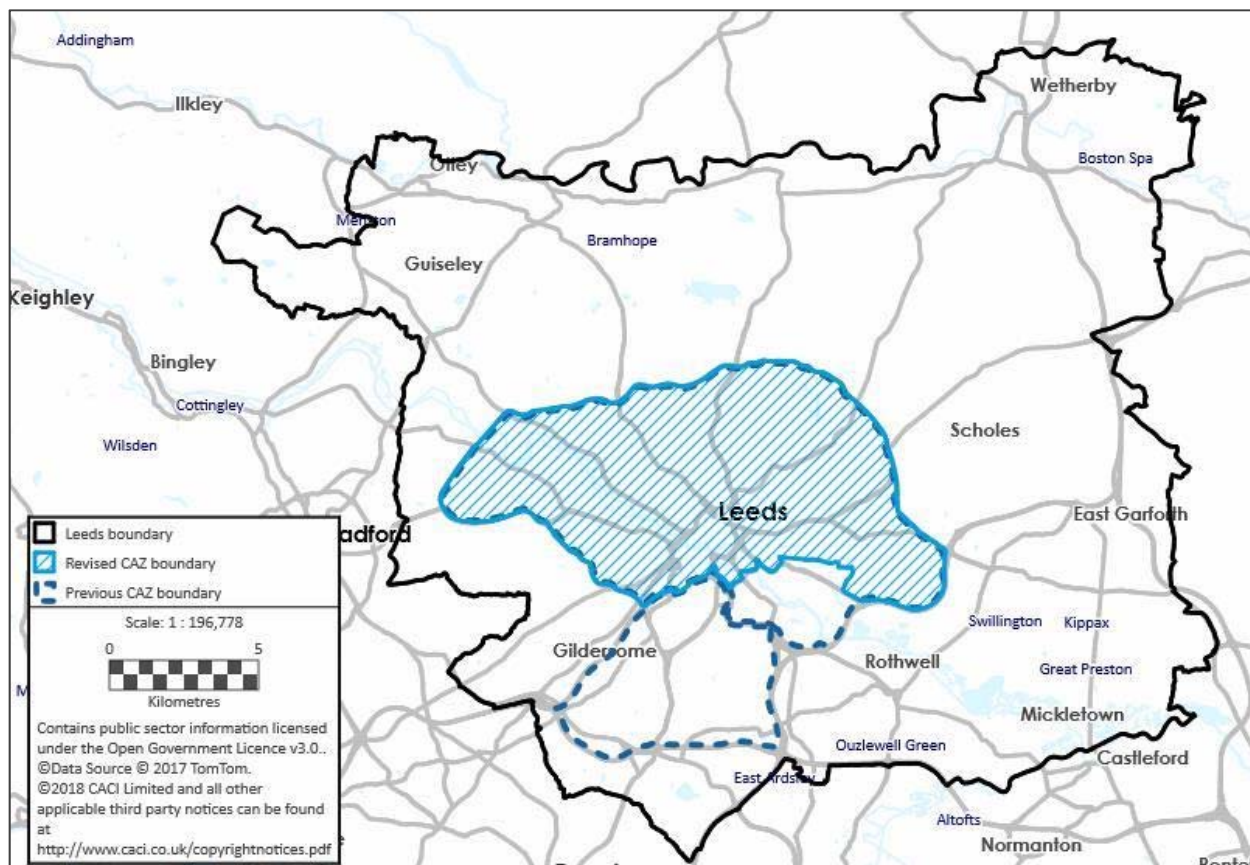 Addingham
Ilkley
Wetherby
Otley
Boston Spa
Menston
Bramhope
Guiseley
Keighley
Bingley
Cottingley
Wilsden
Scholes
Leeds
East Garforth
adford
Leeds boundary
Revised CAZ boundary
Previous CAZ boundary
Scale: 1 : 196,778
0 5
Kilometres
Contains public sector information licensed
under the Open Government Licence v3.0..
©Data Source © 2017 TomTom.
©2018 CACI Limited and all other
applicable third party notices can be found
at
http://www.caci.co.uk/copyrightnotices.pdf
Swillington
Kippax
Gildersome
Rothwell
Great Preston
Mickletown
Ouzlewell Green
Castleford
East Ardsley
Altofts
Normanton